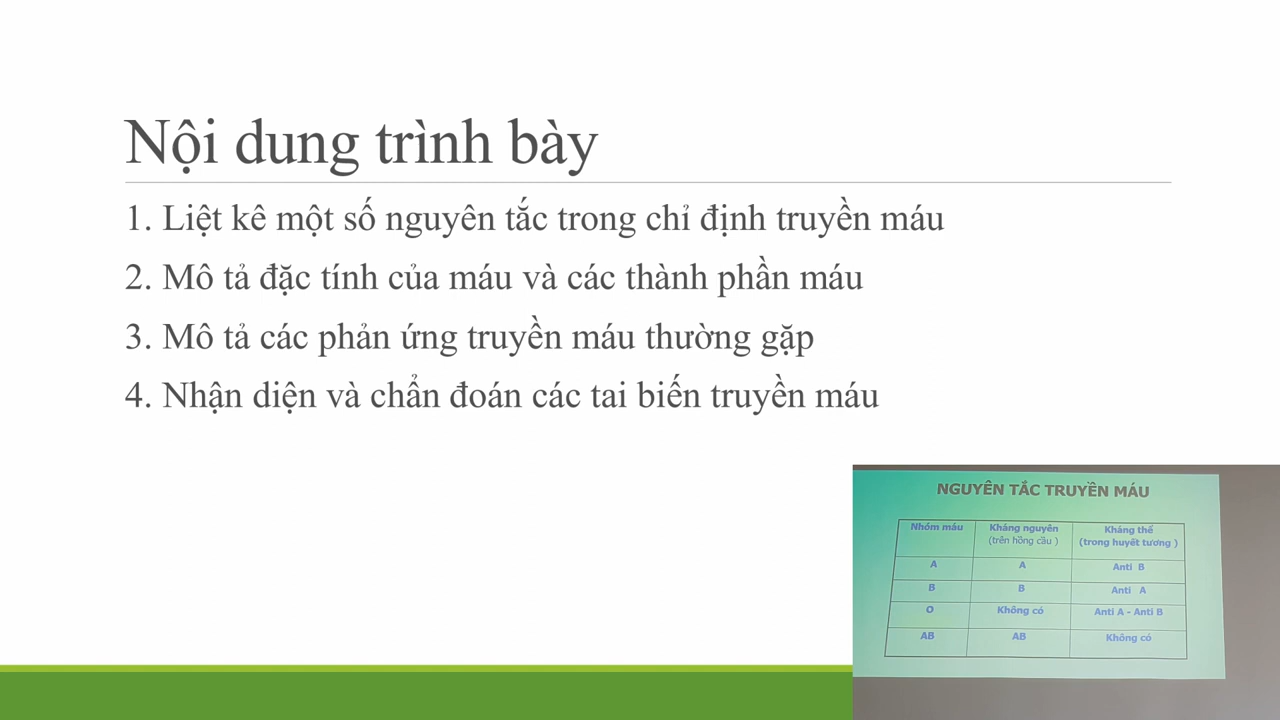 Nội dung trình bày
1. Liệt kê một số nguyên tắc trong chỉ định truyền máu
2. Mô tả đặc tính của máu và các thành phần máu
3. Mô tả các phản ứng truyền máu thường gặp
4. Nhận diện và chẩn đoán các tai biến truyền máu
NGUYÊN TẮC TRUYỀN MÁU
Nhóm máu Kháng nguyên Kháng thể
(trên hồng cầu ) (trong huyết tương )
A A Anti B
B B Anti A
O Không có Anti A - Anti B
AB AB Không có